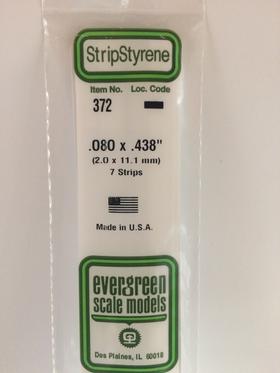 StripStyrene
Item No. Loc. Code
372
.080 x .438"
(2.0 x 11.1 mm)
7 Strips
Made in U.S.A.
evergreen
scale models
Des Plaines, IL 60018